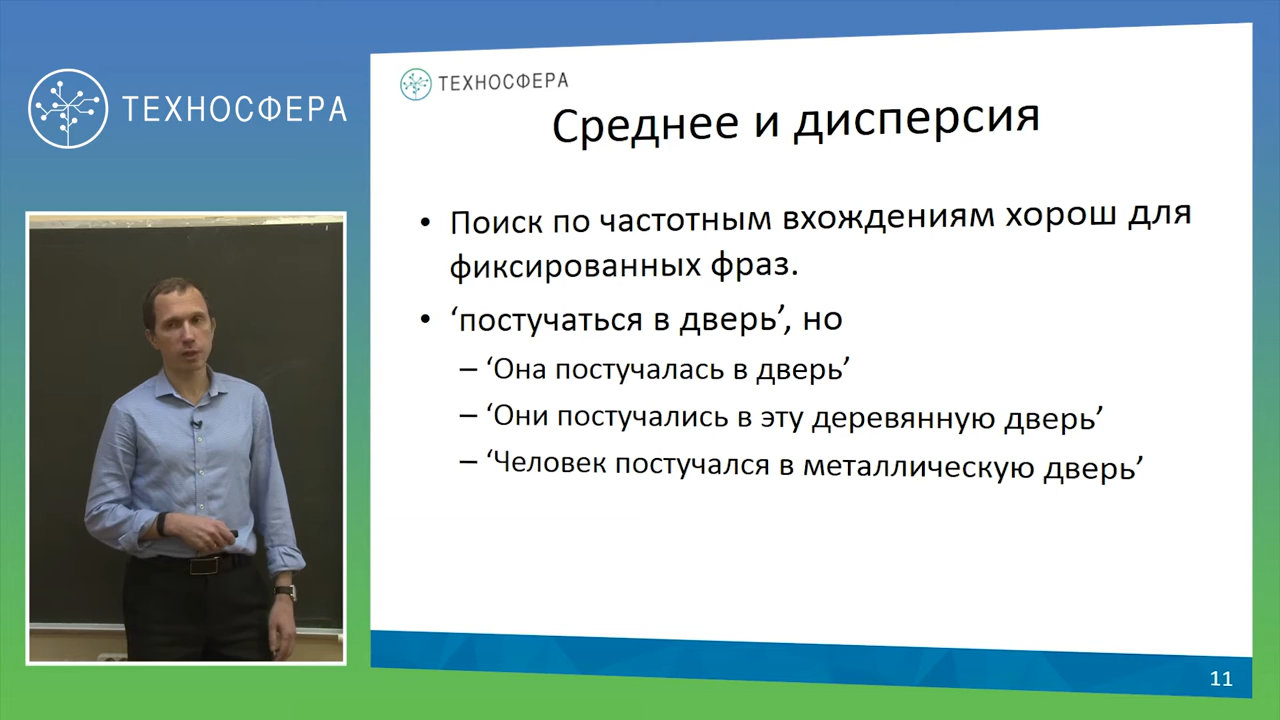 ТЕХНОСФЕРА
ТЕХНОСФЕРА
Среднее и дисперсия
• Поиск по частотным вхождениям хорош для
фиксированных фраз.
• ‘постучаться в дверь’, но
– ‘Она постучалась в дверь’
– ‘Они постучались в эту деревянную дверь’
– ‘Человек постучался в металлическую дверь’
11